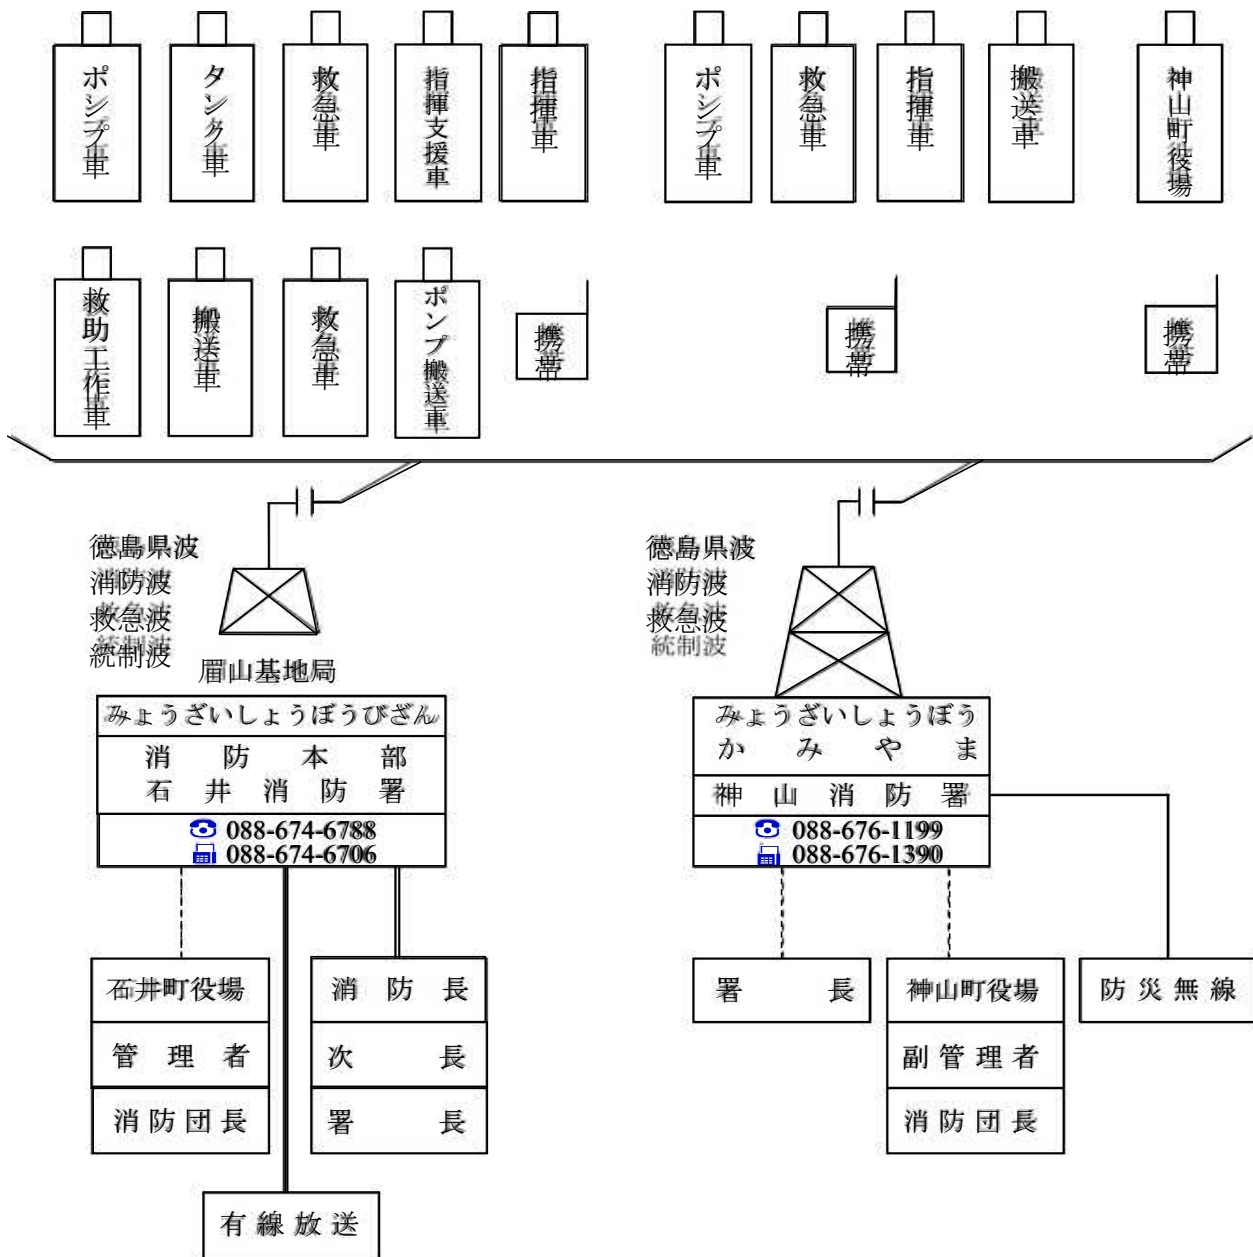 ポンプ車
タンク車
救急車
指揮支援車
指揮車
ポンプ車
救急車
指揮車
搬送車
神山町役場
救助工作車
搬送車
救急車
ポンプ搬送車
携帯
携帯
携帯
徳島県波
消防波
救急波
統制波
眉山基地局
徳島県波
消防波
救急波
統制波
みょうざいしょうぼうびざん
消防本部
石井消防署
088-674-6788
088-674-6706
みょうざいしょうぼう
かみやま
神山消防署
088-676-1199
088-676-1390
石井町役場
管理者
消防団長
消防長
次長
署長
有線放送
署長
神山町役場
副管理者
消防団長
防災無線